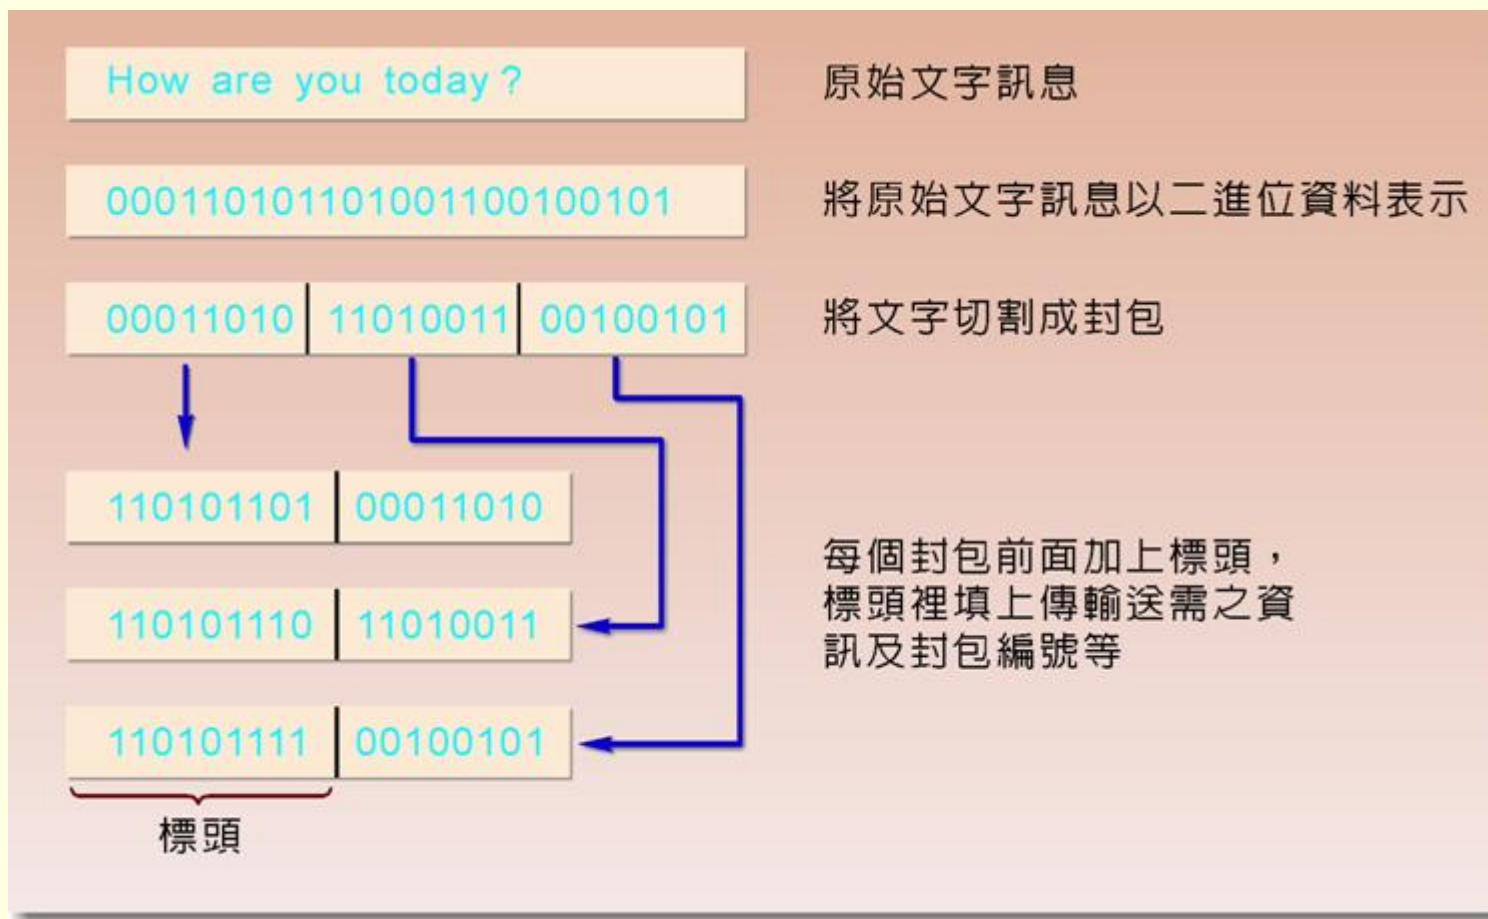 How are you today?
原始文字訊息
000110101101001100100101
將原始文字訊息以二進位資料表示
00011010 11010011 00100101
將文字切割成封包
110101101 00011010
110101110 11010011
110101111 00100101
每個封包前面加上標頭，
標頭裡填上傳輸送需之資
訊及封包編號等
標頭